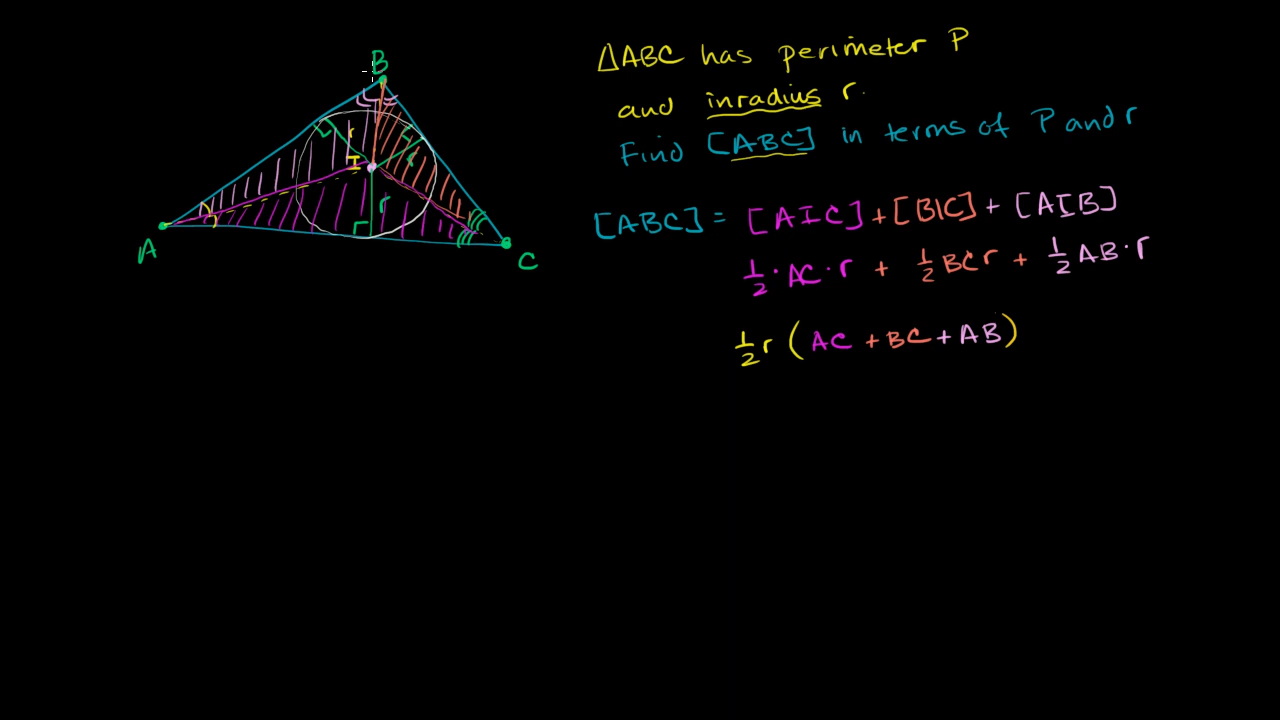 B
r
r
I
r
A
C
△ABC has perimeter P
and inradius r.
Find [ABC] in terms of P and r
[ABC] = [AIC] + [BIC] + [AIB]
1/2 · AC · r + 1/2 BC r + 1/2 AB · r
1/2 r (AC + BC + AB)